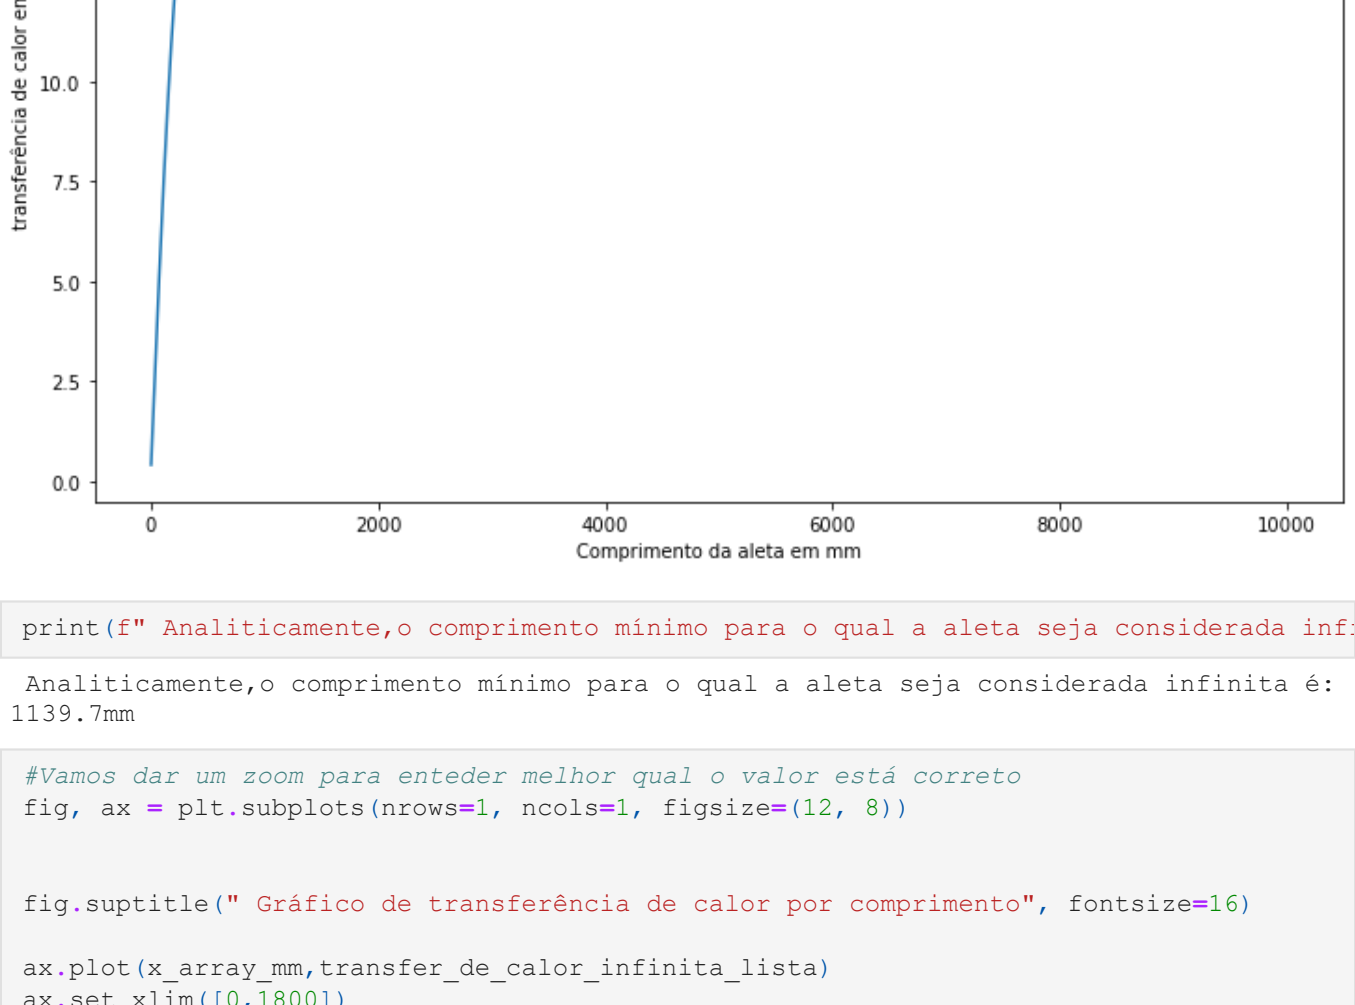 transferência de calor en
10.0
7.5
5.0
2.5
0.0
0 2000 4000 6000 8000 10000
Comprimento da aleta em mm
print(f" Analiticamente,o comprimento mínimo para o qual a aleta seja considerada inf
Analiticamente,o comprimento mínimo para o qual a aleta seja considerada infinita é:
1139.7mm
#Vamos dar um zoom para enteder melhor qual o valor está correto
fig, ax = plt.subplots(nrows=1, ncols=1, figsize=(12, 8))
fig.suptitle(" Gráfico de transferência de calor por comprimento", fontsize=16)
ax.plot(x_array_mm,transfer_de_calor_infinita_lista)
ax.set_xlim([0,1800])